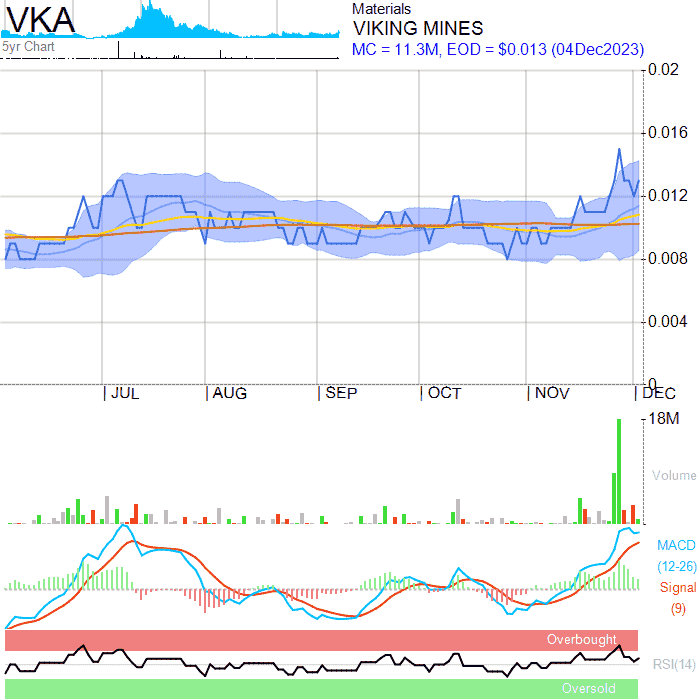 VKA
5yr Chart
Materials
VIKING MINES
MC = 11.3M, EOD = $0.013 (04Dec2023)
0.02
0.016
0.012
0.008
0.004
0
JUL AUG SEP OCT NOV DEC
18M
Volume
MACD
(12-26)
Signal
(9)
Overbought
RSI(14)
Oversold